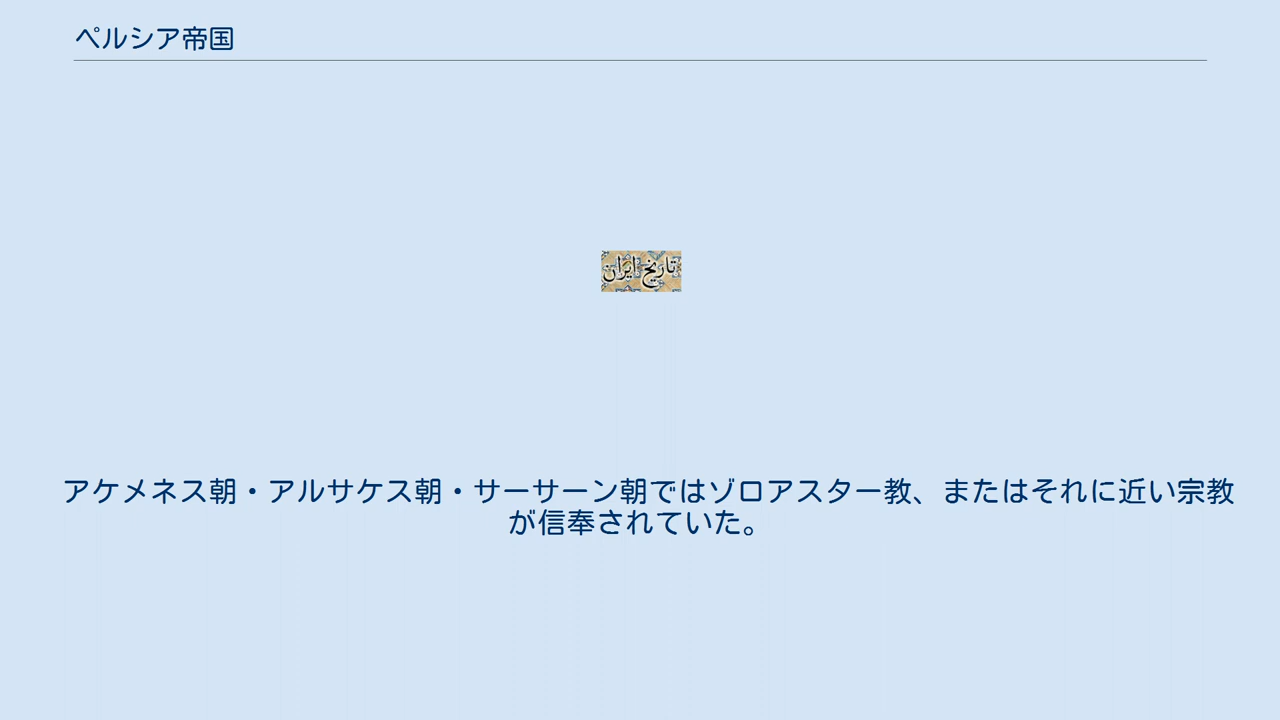 ペルシア帝国
تاریخ ایران
アケメネス朝・アルサケス朝・サーサーン朝ではゾロアスター教、またはそれに近い宗教
が信奉されていた。